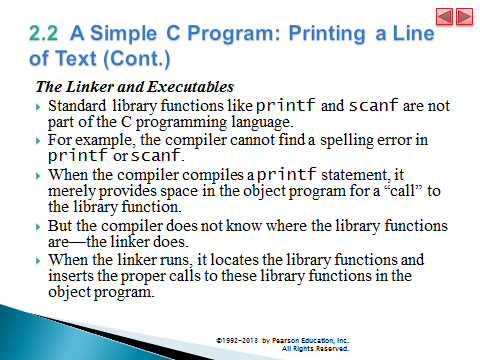 2.2 A Simple C Program: Printing a Line
of Text (Cont.)
The Linker and Executables
Standard library functions like printf and scanf are not
part of the C programming language.
For example, the compiler cannot find a spelling error in
printf or scanf.
When the compiler compiles a printf statement, it
merely provides space in the object program for a “call” to
the library function.
But the compiler does not know where the library functions
are—the linker does.
When the linker runs, it locates the library functions and
inserts the proper calls to these library functions in the
object program.
©1992-2013 by Pearson Education, Inc.
All Rights Reserved.